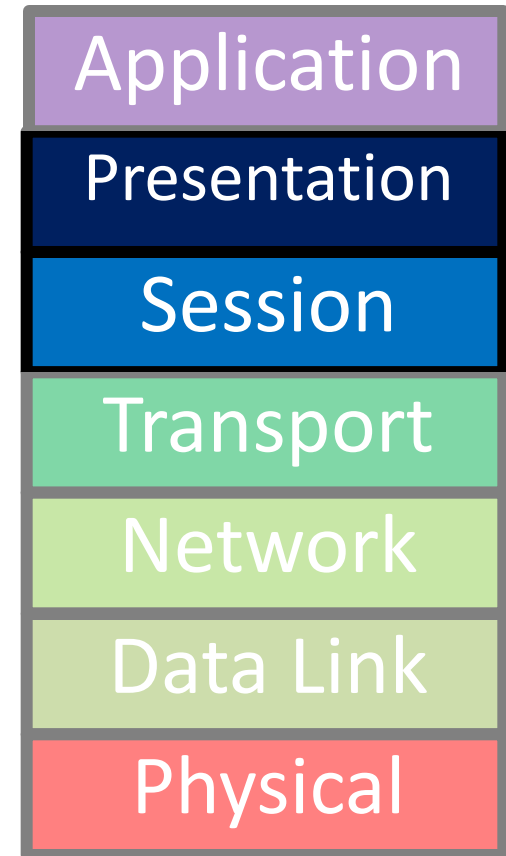 Application
Presentation
Session
Transport
Network
Data Link
Physical